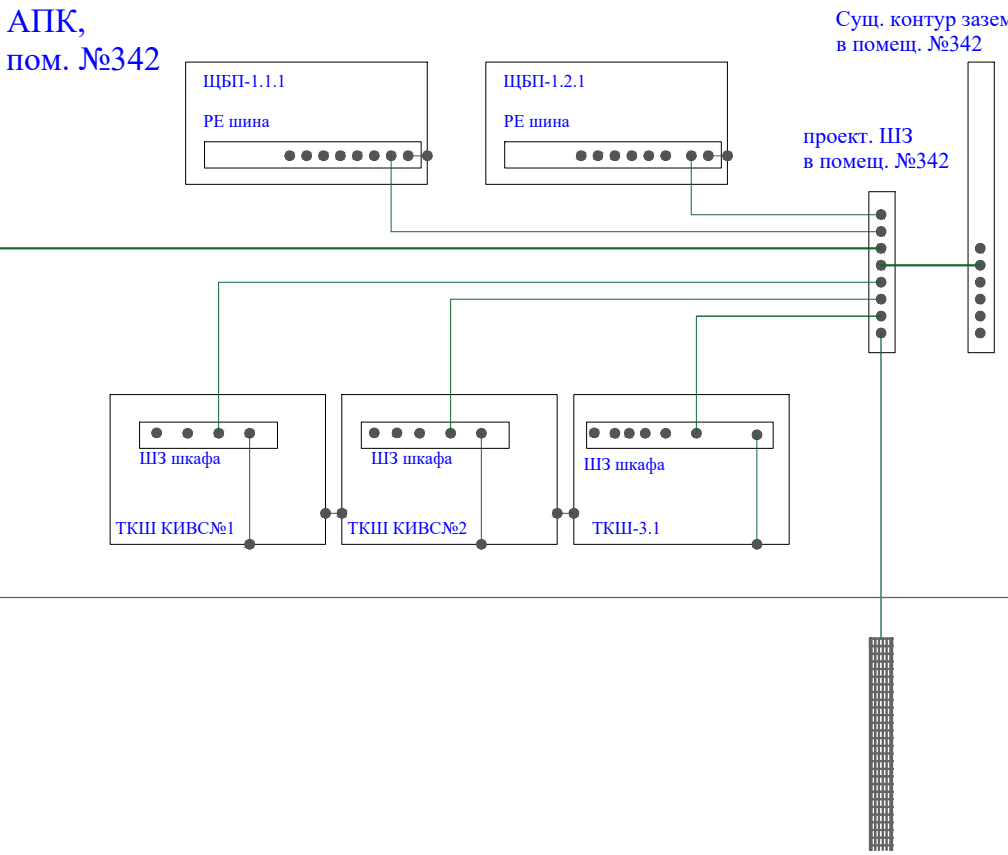 АПК,
пом. №342
Сущ. контур
в помещ. №342
ЩБП-1.1.1
РЕ шина
ЩБП-1.2.1
РЕ шина
проект. ШЗ
в помещ. №342
ШЗ шкафа
ТКШ КИВС№1
ШЗ шкафа
ТКШ КИВС№2
ШЗ шкафа
ТКШ-3.1